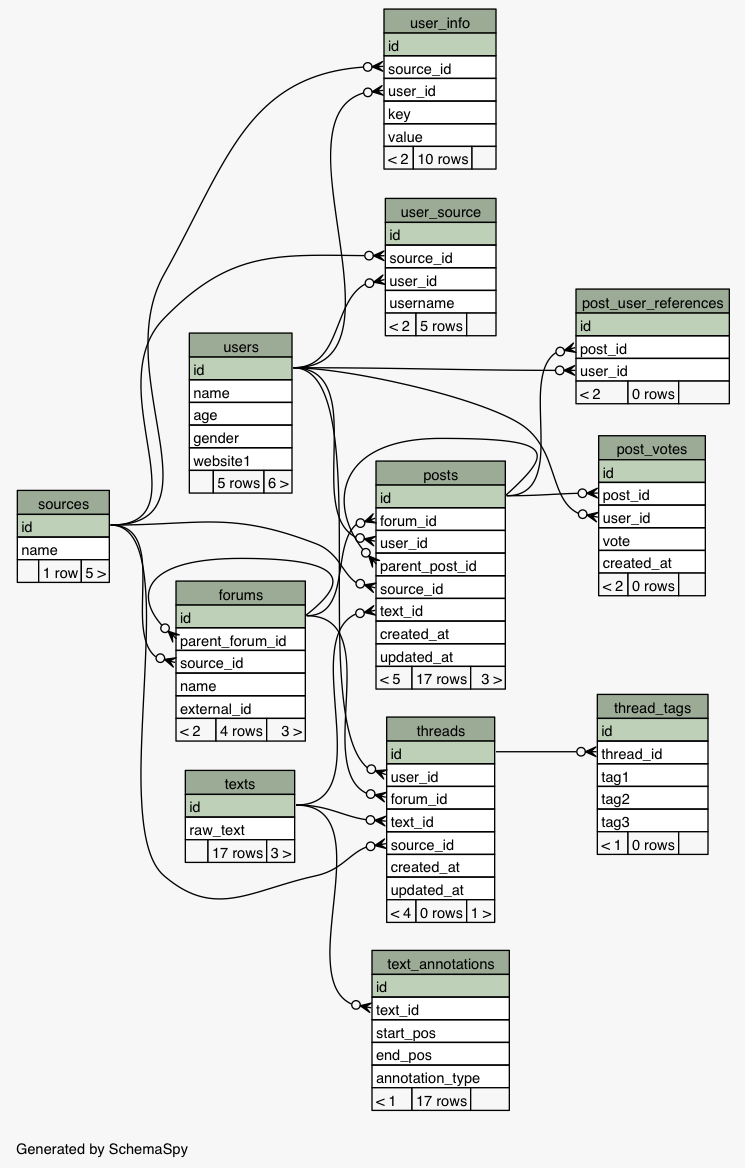 user_info
id
source_id
user_id
key
value
< 2 10 rows
user_source
id
source_id
user_id
username
< 2 5 rows
post_user_references
id
post_id
user_id
< 2 0 rows
users
id
name
age
gender
website1
5 rows 6 >
post_votes
id
post_id
user_id
vote
created_at
< 2 0 rows
posts
id
forum_id
user_id
parent_post_id
source_id
text_id
created_at
updated_at
< 5 17 rows 3 >
sources
id
name
1 row 5 >
forums
id
parent_forum_id
source_id
name
external_id
< 2 4 rows 3 >
thread_tags
id
thread_id
tag1
tag2
tag3
< 1 0 rows
threads
id
user_id
forum_id
text_id
source_id
created_at
updated_at
< 4 0 rows 1 >
texts
id
raw_text
17 rows 3 >
text_annotations
id
text_id
start_pos
end_pos
annotation_type
< 1 17 rows
Generated by SchemaSpy